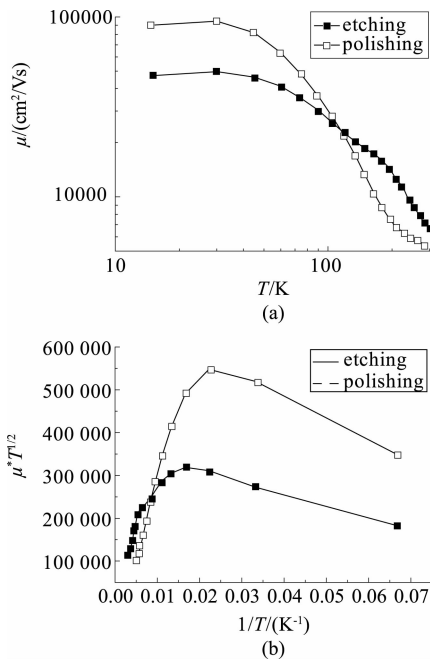 100000
10000
μ/(cm²/Vs)
etching
polishing
10
100
T/K
(a)
600 000
500 000
400 000
300 000
200 000
100 000
μ*T^1/2
etching
polishing
0.00 0.01 0.02 0.03 0.04 0.05 0.06 0.07
1/T/(K⁻¹)
(b)